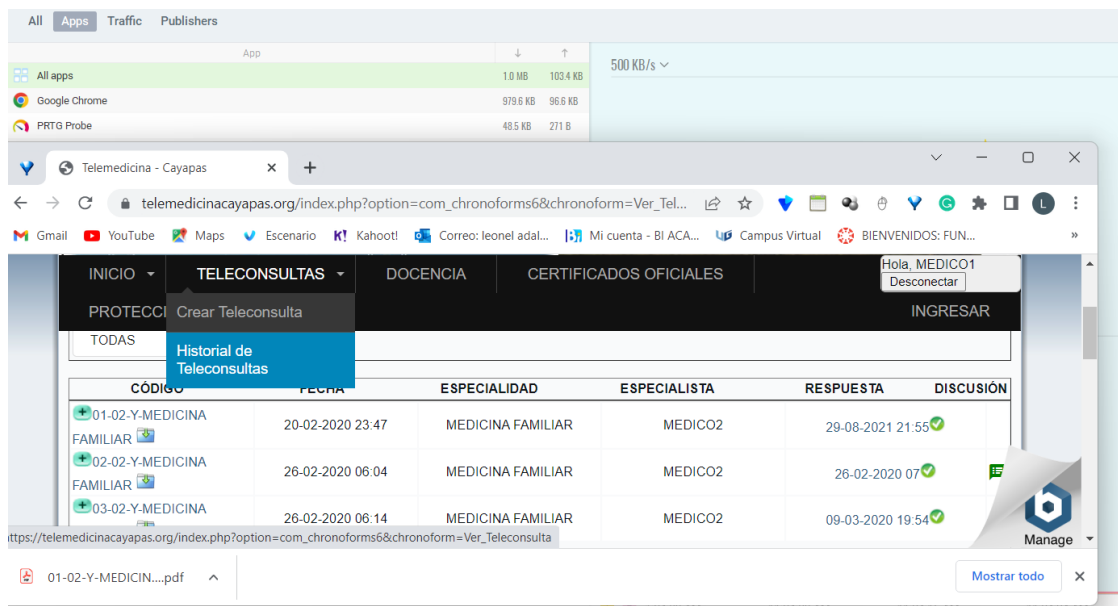 All Apps Traffic Publishers
App ↓ ↑
All apps 1.0 MB 103.4 KB
500 KB/s
Google Chrome 979.6 KB 96.6 KB
PRTG Probe 48.5 KB 271 B
Telemedicina - Cayapas
telemedicinacayapas.org/index.php?option=com_chronoforms6&chronoform=Ver_Tel...
L
Gmail YouTube Maps Escenario K! Kahoot! Correo: leonel adal... Mi cuenta - BI ACA... Campus Virtual BIENVENIDOS: FUN... »
INICIO TELECONSULTAS DOCENCIA CERTIFICADOS OFICIALES
Hola, MEDICO1
Desconectar
PROTECCI INGRESAR
Crear Teleconsulta
TODAS
Historial de
Teleconsultas
CÓDIGO FECHA ESPECIALIDAD ESPECIALISTA RESPUESTA DISCUSIÓN
01-02-Y-MEDICINA
FAMILIAR 20-02-2020 23:47 MEDICINA FAMILIAR MEDICO2 29-08-2021 21:55
02-02-Y-MEDICINA
FAMILIAR 26-02-2020 06:04 MEDICINA FAMILIAR MEDICO2 26-02-2020 07
03-02-Y-MEDICINA
26-02-2020 06:14 MEDICINA FAMILIAR MEDICO2 09-03-2020 19:54
Manage
ttps://telemedicinacayapas.org/index.php?option=com_chronoforms6&chronoform=Ver_Teleconsulta
01-02-Y-MEDICIN....pdf
Mostrar todo